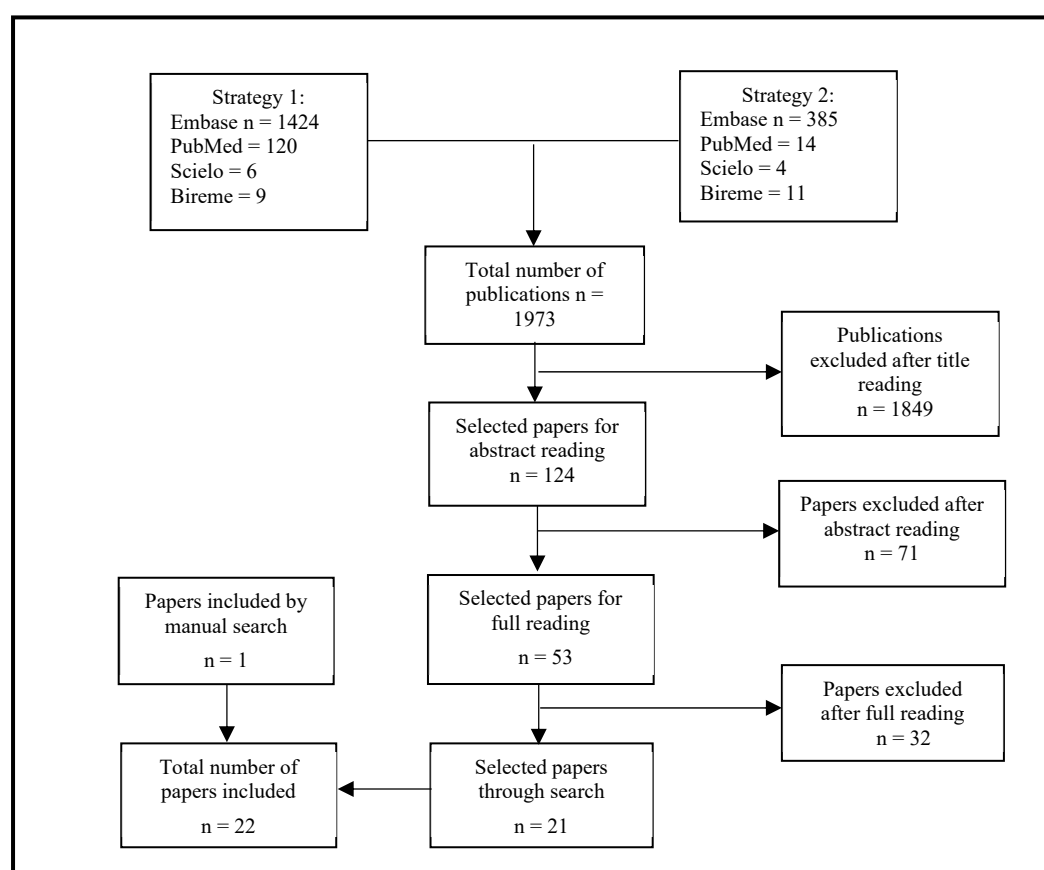 Strategy 1:
Embase n = 1424
PubMed = 120
Scielo = 6
Bireme = 9
Strategy 2:
Embase n = 385
PubMed = 14
Scielo = 4
Bireme = 11
Total number of
publications n =
1973
Publications
excluded after title
reading
n = 1849
Selected papers for
abstract reading
n = 124
Papers excluded after
abstract reading
n = 71
Papers included by
manual search
n = 1
Selected papers for
full reading
n = 53
Papers excluded
after full reading
n = 32
Total number of
papers included
n = 22
Selected papers
through search
n = 21